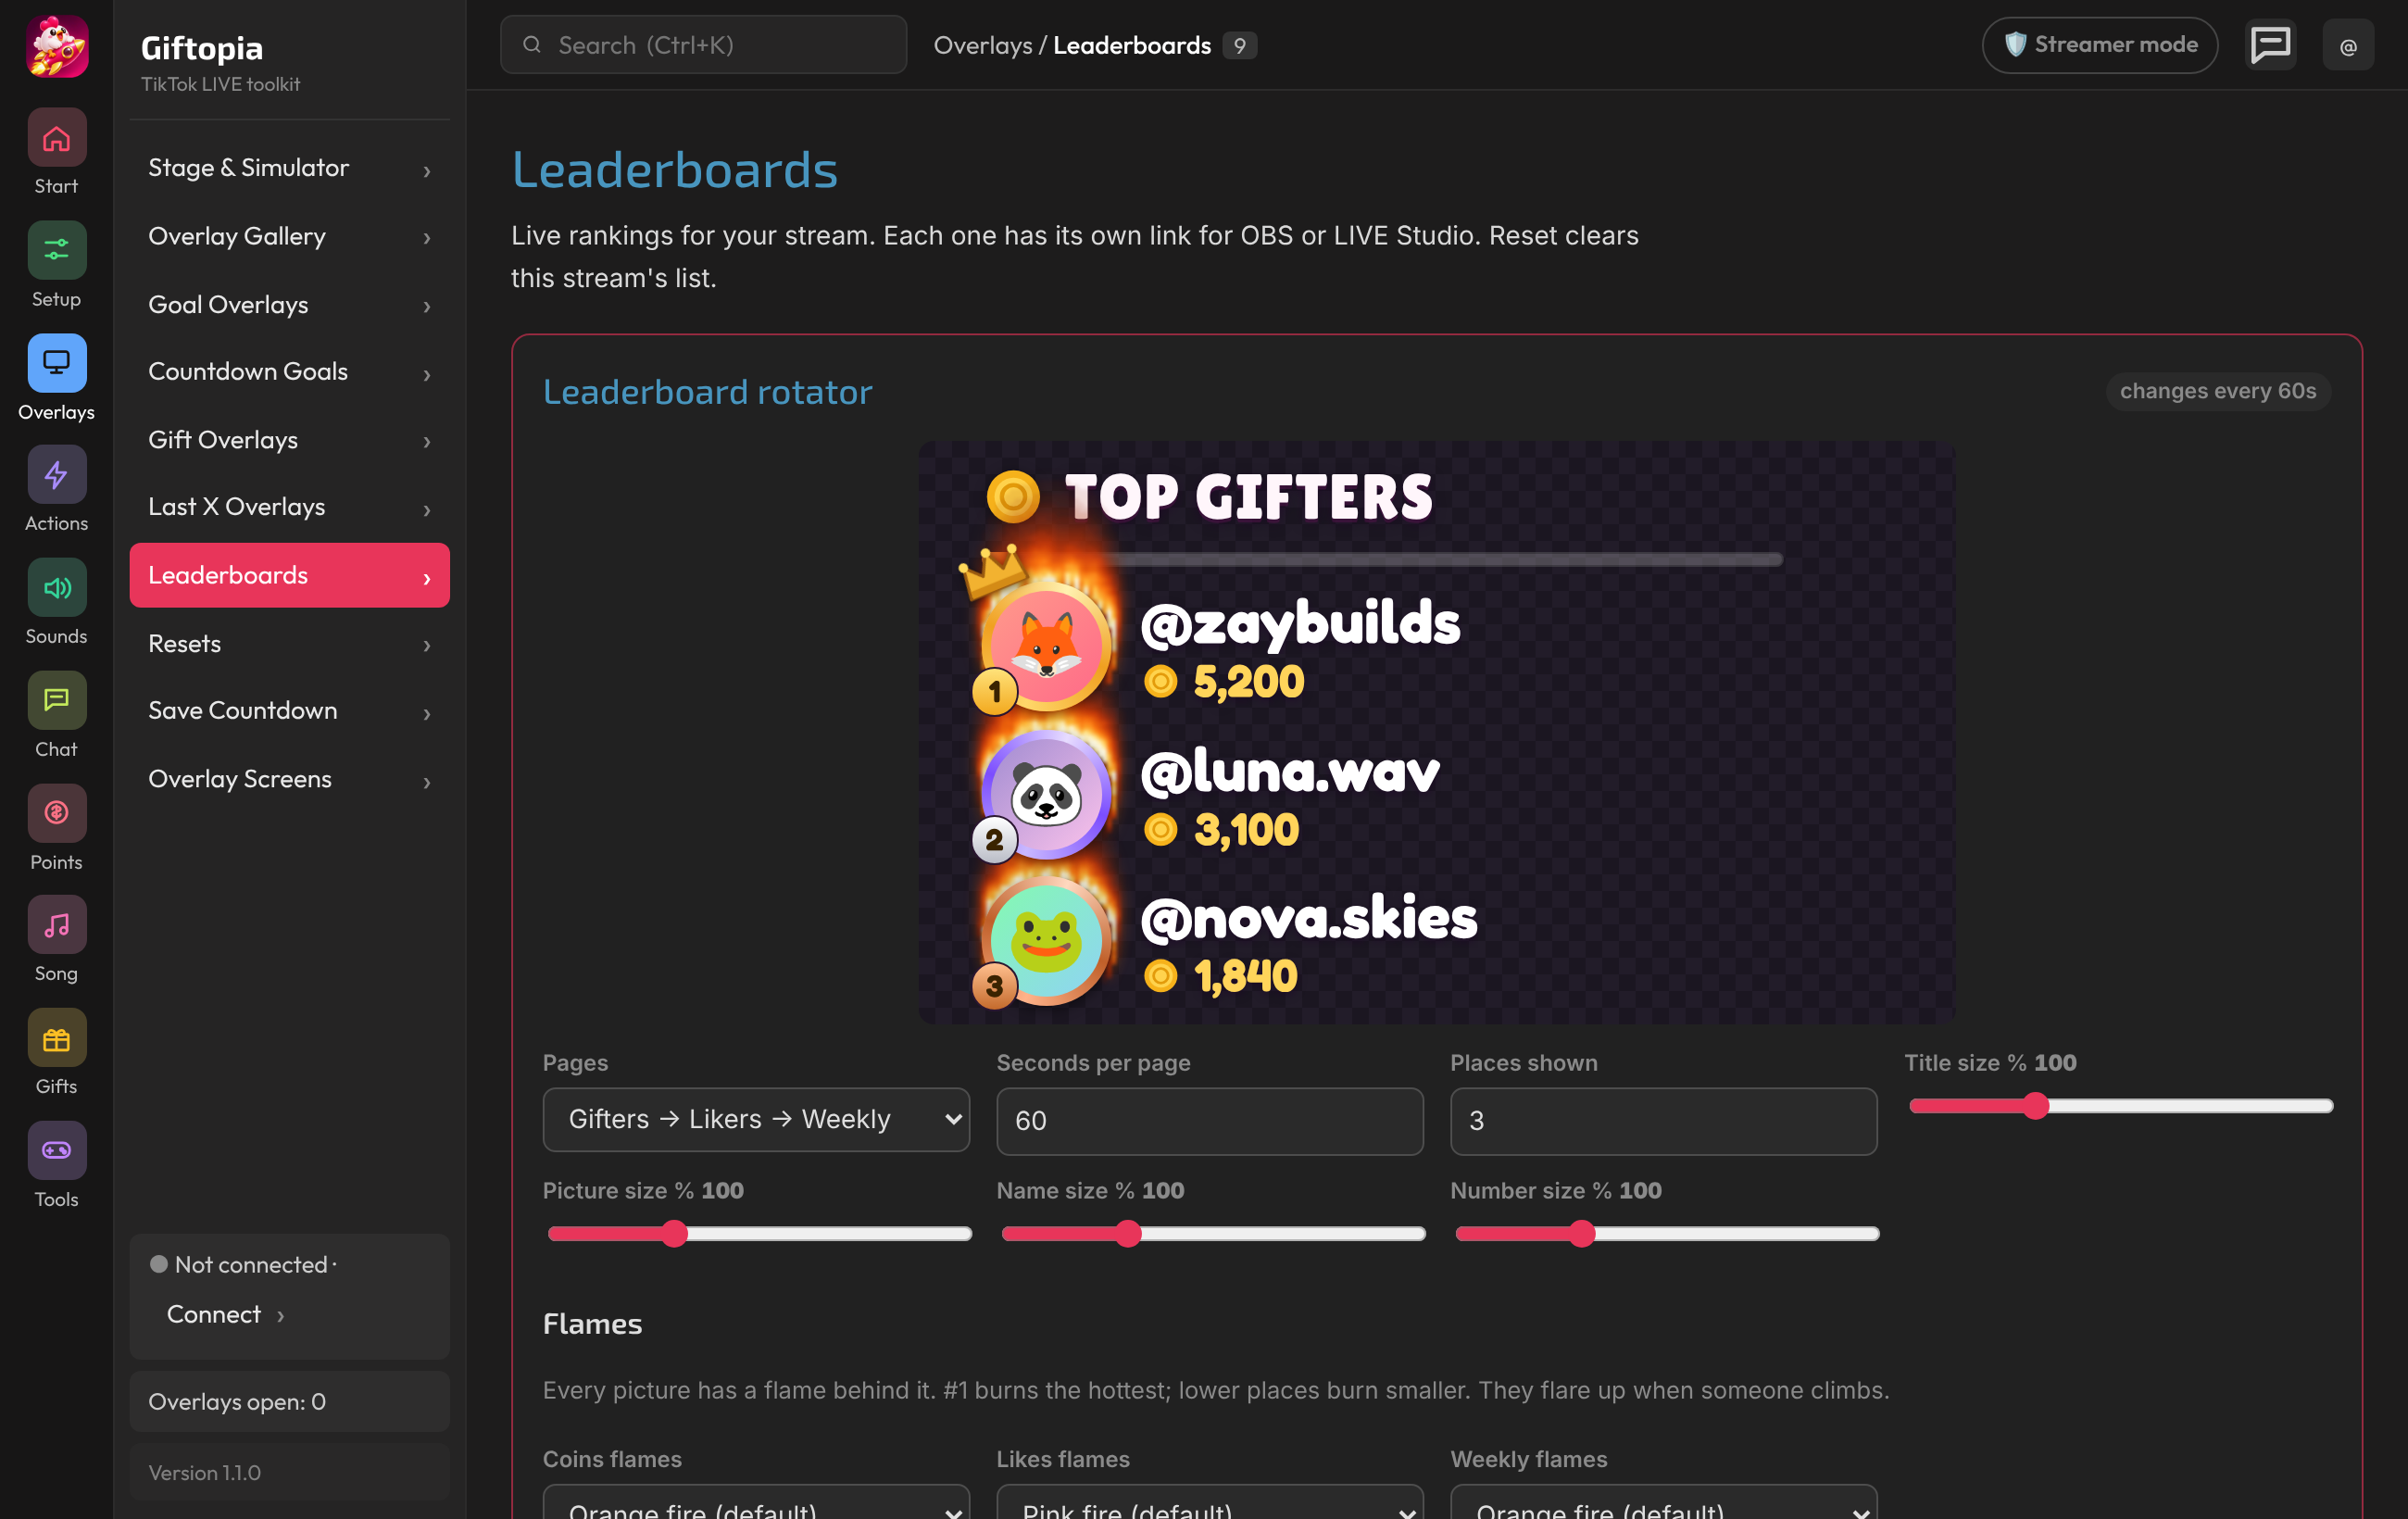 Giftopia
TikTok LIVE toolkit
Search (Ctrl+K)
Overlays / Leaderboards 9
Streamer mode
@
Start
Setup
Overlays
Actions
Sounds
Chat
Points
Song
Gifts
Tools
Stage & Simulator ›
Overlay Gallery ›
Goal Overlays ›
Countdown Goals ›
Gift Overlays ›
Last X Overlays ›
Leaderboards ›
Resets ›
Save Countdown ›
Overlay Screens ›
Not connected ·
Connect ›
Overlays open: 0
Version 1.1.0
Leaderboards
Live rankings for your stream. Each one has its own link for OBS or LIVE Studio. Reset clears
this stream's list.
Leaderboard rotator
changes every 60s
TOP GIFTERS
@zaybuilds
1
5,200
@luna.wav
2
3,100
@nova.skies
3
1,840
Pages
Gifters → Likers → Weekly
Seconds per page
60
Places shown
3
Title size % 100
Picture size % 100
Name size % 100
Number size % 100
Flames
Every picture has a flame behind it. #1 burns the hottest; lower places burn smaller. They flare up when someone climbs.
Coins flames
Orange fire (default)
Likes flames
Pink fire (default)
Weekly flames
Orange fire (default)